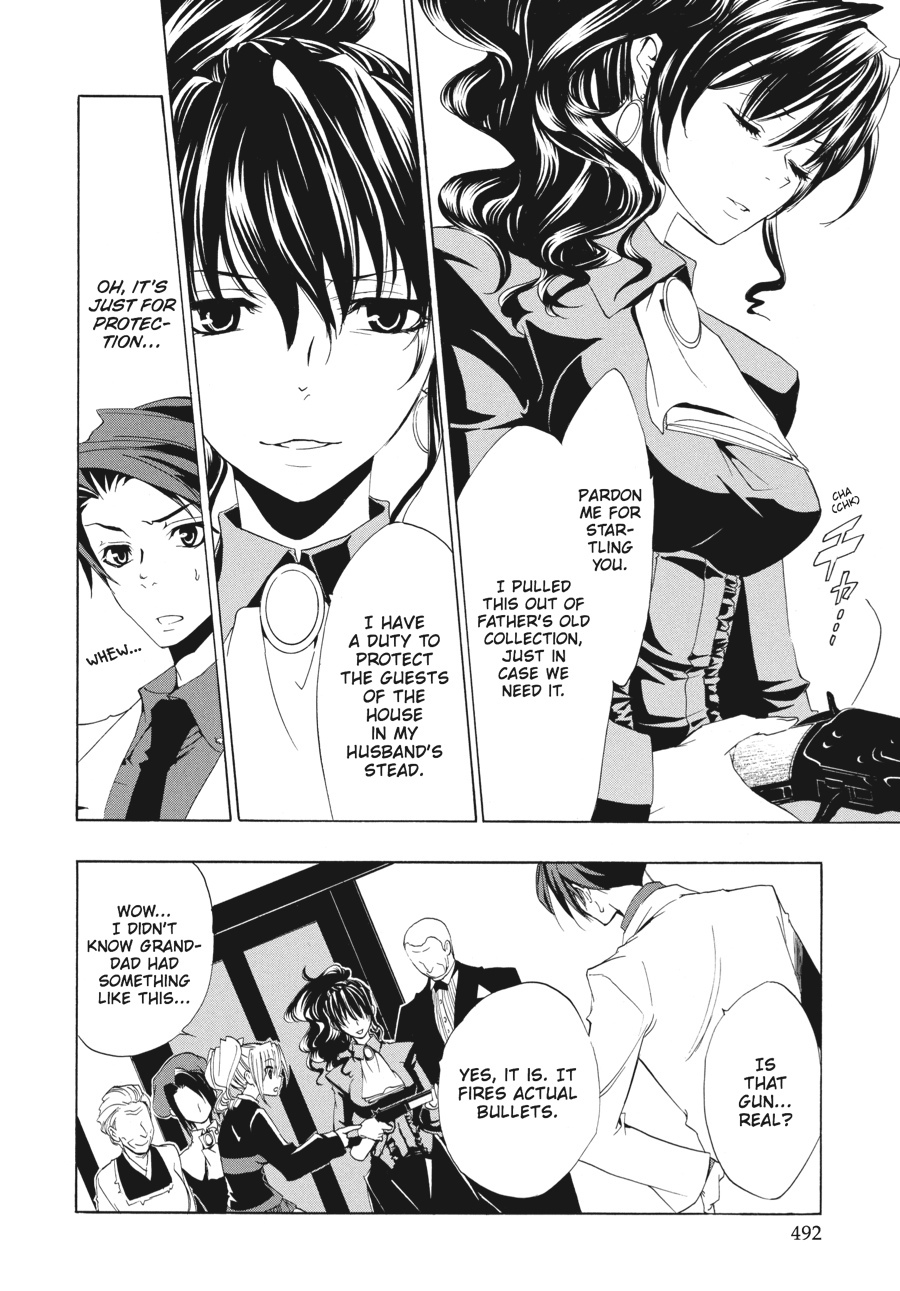 PARDON
ME FOR
STAR-
TLING
YOU.
I PULLED
THIS OUT OF
FATHER'S OLD
COLLECTION,
JUST IN
CASE WE
NEED IT.
CHA
(CHK)
チャ...
I HAVE
A DUTY TO
PROTECT
THE GUESTS
OF THE
HOUSE
IN MY
HUSBAND'S
STEAD.
OH, IT'S
JUST FOR
PROTEC-
TION...
WHEW...
IS
THAT
GUN...
REAL?
YES, IT IS. IT
FIRES ACTUAL
BULLETS.
WOW...
I DIDN'T
KNOW GRAND-
DAD HAD
SOMETHING
LIKE THIS...
492